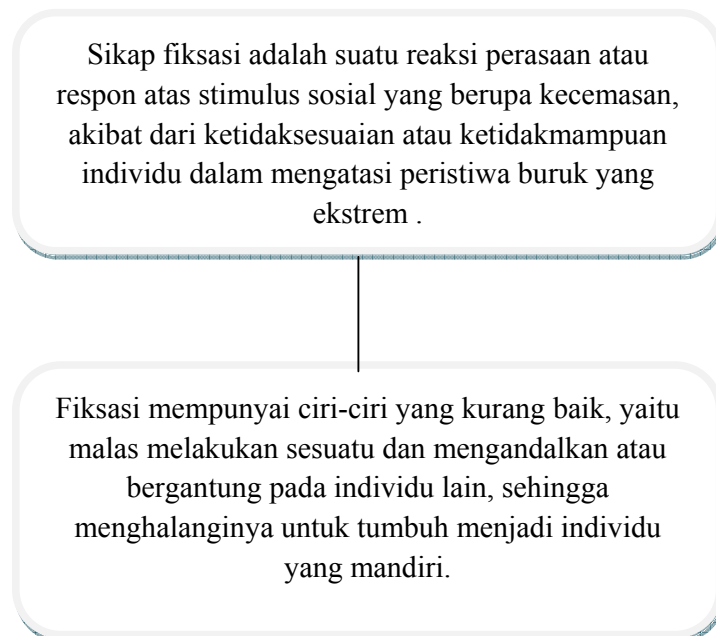 Sikap fiksasi adalah suatu reaksi perasaan atau
respon atas stimulus sosial yang berupa kecemasan,
akibat dari ketidaksesuaian atau ketidakmampuan
individu dalam mengatasi peristiwa buruk yang
ekstrem .
Fiksasi mempunyai ciri-ciri yang kurang baik, yaitu
malas melakukan sesuatu dan mengandalkan atau
bergantung pada individu lain, sehingga
menghalanginya untuk tumbuh menjadi individu
yang mandiri.